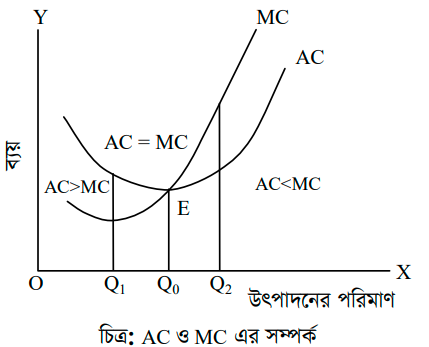 Y
MC
AC
AC = MC
ব্যয়
AC>MC
AC<MC
E
X
O
Q1
Q0
Q2
উৎপাদনের পরিমাণ
চিত্র: AC ও MC এর সম্পর্ক